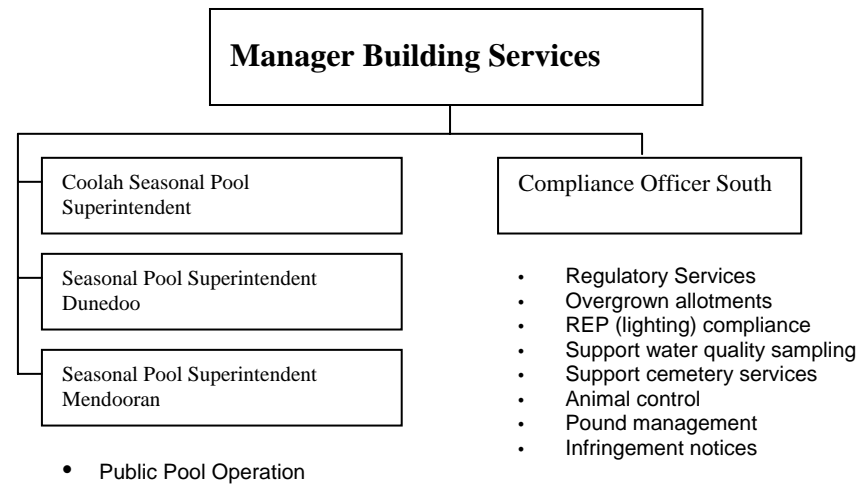 Manager Building Services
Coolah Seasonal Pool
Superintendent
Seasonal Pool Superintendent
Dunedoo
Seasonal Pool Superintendent
Mendooran
• Public Pool Operation
Compliance Officer South
• Regulatory Services
• Overgrown allotments
• REP (lighting) compliance
• Support water quality sampling
• Support cemetery services
• Animal control
• Pound management
• Infringement notices